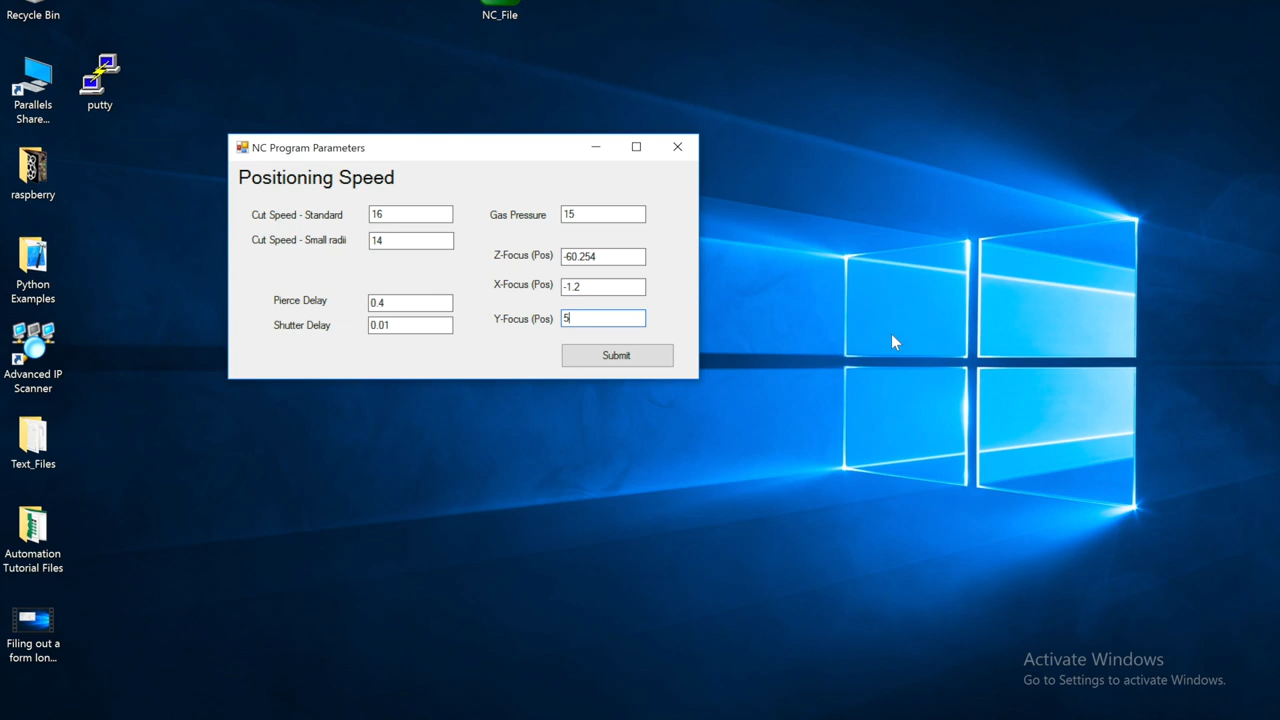 Recycle Bin
NC_File
Parallels
Share...
putty
raspberry
Python
Examples
Advanced IP
Scanner
Text_Files
Automation
Tutorial Files
Filing out a
form lon...
NC Program Parameters
Positioning Speed
Cut Speed - Standard 16
Cut Speed - Small radii 14
Pierce Delay 0.4
Shutter Delay 0.01
Gas Pressure 15
Z-Focus (Pos) -60.254
X-Focus (Pos) -1.2
Y-Focus (Pos) 5
Submit
Activate Windows
Go to Settings to activate Windows.